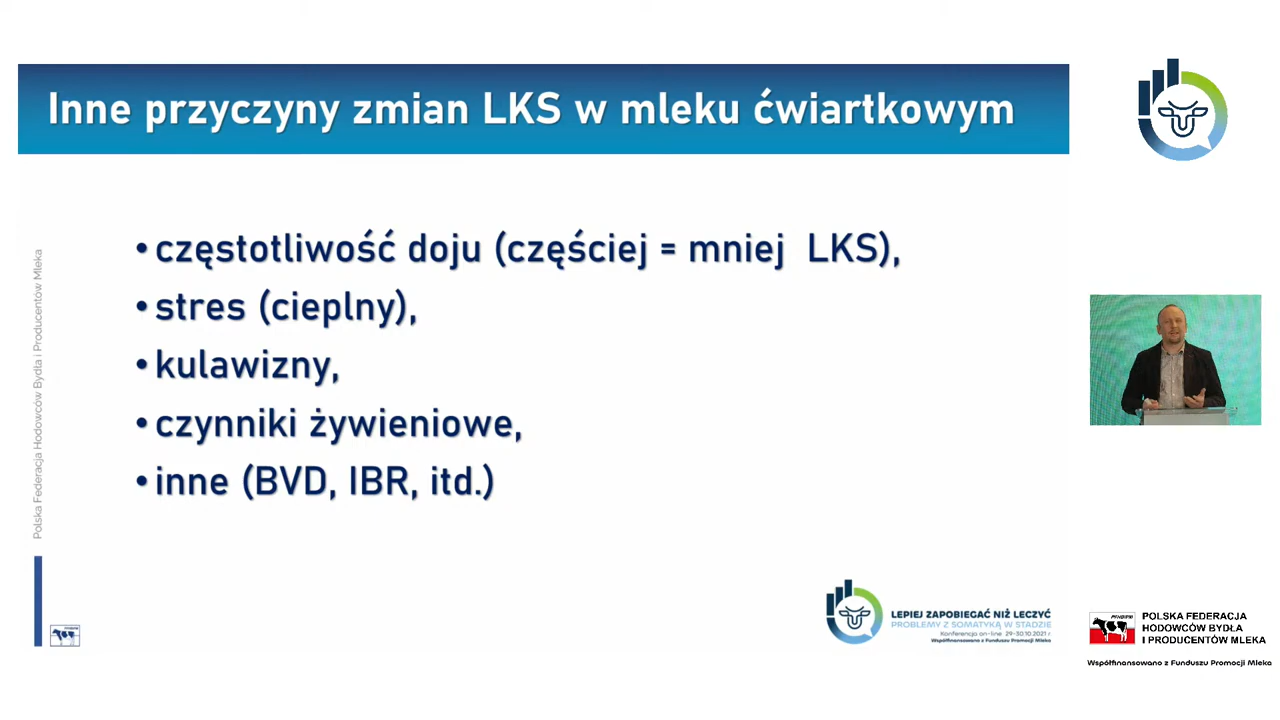 Inne przyczyny zmian LKS w mleku ćwiartkowym
• częstotliwość doju (częściej = mniej LKS),
• stres (cieplny),
• kulawizny,
• czynniki żywieniowe,
• inne (BVD, IBR, itd.)
Polska Federacja Hodowców Bydła i Producentów Mleka
LEPIEJ ZAPOBIEGAĆ NIŻ LECZYĆ
PROBLEMY Z SOMATYKĄ W STADZIE
Konferencja on-line 29-30.10.2021 r.
Współfinansowano z Funduszu Promocji Mleka
POLSKA FEDERACJA
HODOWCÓW BYDŁA
I PRODUCENTÓW MLEKA
Współfinansowano z Funduszu Promocji Mleka